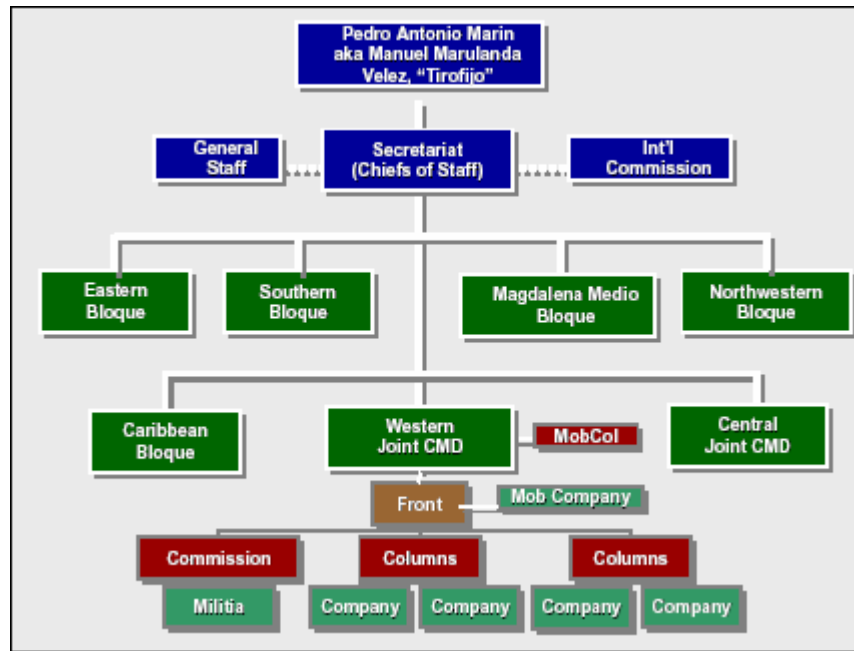 Pedro Antonio Marin
aka Manuel Marulanda
Velez, “Tirofijo”
General
Staff
Secretariat
(Chiefs of Staff)
Int'l
Commission
Eastern
Bloque
Southern
Bloque
Magdalena Medio
Bloque
Northwestern
Bloque
Caribbean
Bloque
Western
Joint CMD
MobCol
Central
Joint CMD
Front
Mob Company
Commission
Columns
Columns
Militia
Company
Company
Company
Company